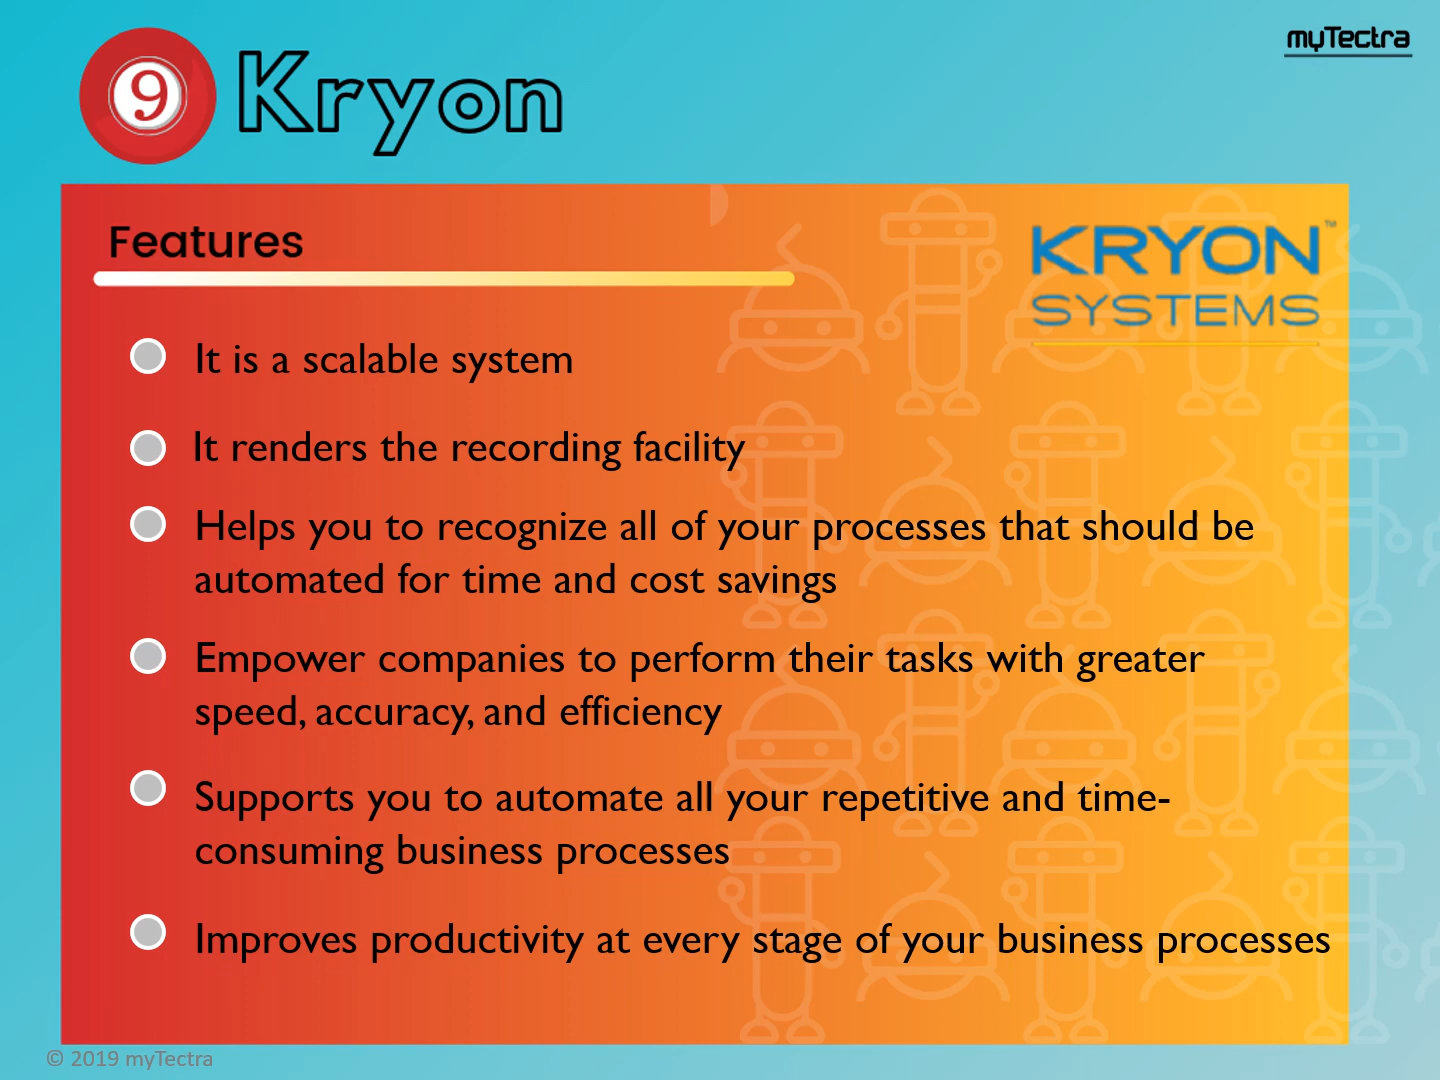 myTectra
9 Kryon
Features
KRYON™
SYSTEMS
It is a scalable system
It renders the recording facility
Helps you to recognize all of your processes that should be
automated for time and cost savings
Empower companies to perform their tasks with greater
speed, accuracy, and efficiency
Supports you to automate all your repetitive and time-
consuming business processes
Improves productivity at every stage of your business processes
© 2019 myTectra